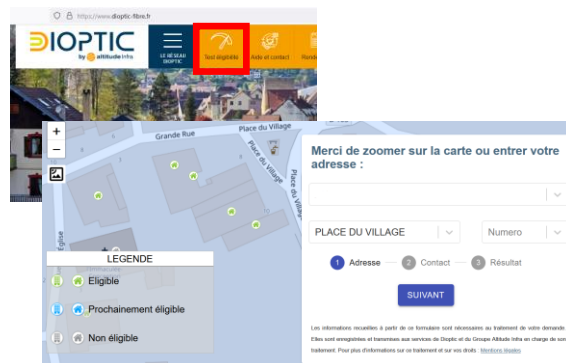 https://www.dioptic-fibre.fr
DIOPTIC
by altitude infra
LE RÉSEAU
DIOPTIC
Test éligibilité
Aide et contact
+
−
Grande Rue
Place du Village
Place du Village
Place du Village
Église
LEGENDE
Eligible
Prochainement éligible
Non éligible
Merci de zoomer sur la carte ou entrer votre
adresse :
PLACE DU VILLAGE
Numero
1 Adresse
2 Contact
3 Résultat
SUIVANT
Les informations recueillies à partir de ce formulaire sont nécessaires au traitement de votre demande.
Elles sont enregistrées et transmises aux services de Dioptic et du Groupe Altitude Infra en charge de son
traitement. Pour plus d'informations sur ce traitement et sur vos droits : Mentions légales